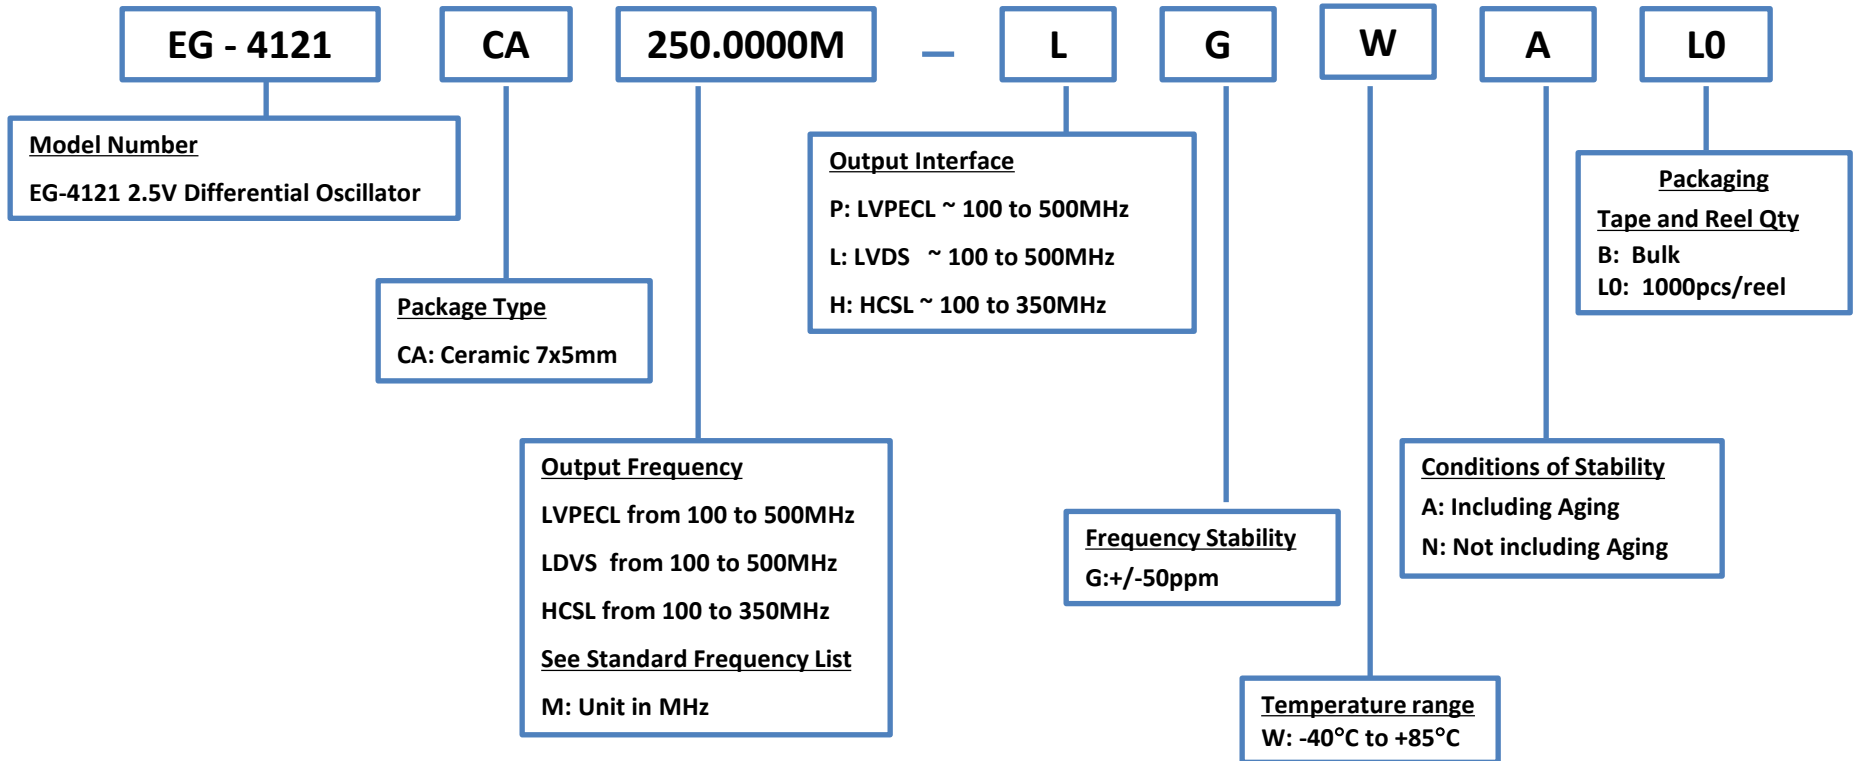 EG - 4121 CA 250.0000M – L G W A L0
Model Number
EG-4121 2.5V Differential Oscillator
Package Type
CA: Ceramic 7x5mm
Output Frequency
LVPECL from 100 to 500MHz
LDVS from 100 to 500MHz
HCSL from 100 to 350MHz
See Standard Frequency List
M: Unit in MHz
Output Interface
P: LVPECL ~ 100 to 500MHz
L: LVDS ~ 100 to 500MHz
H: HCSL ~ 100 to 350MHz
Frequency Stability
G:+/-50ppm
Temperature range
W: -40°C to +85°C
Conditions of Stability
A: Including Aging
N: Not including Aging
Packaging
Tape and Reel Qty
B: Bulk
L0: 1000pcs/reel